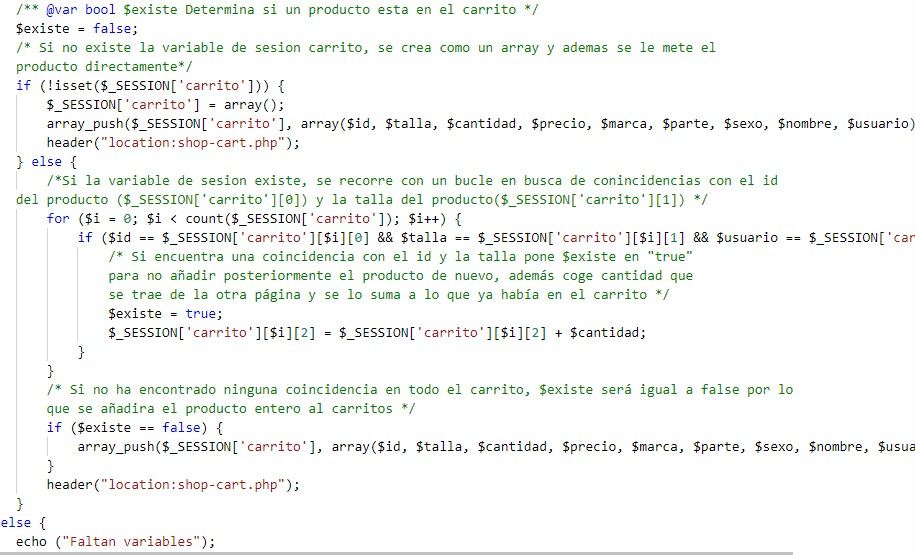 /** @var bool $existe Determina si un producto esta en el carrito */
$existe = false;
/* Si no existe la variable de sesion carrito, se crea como un array y ademas se le mete el
producto directamente*/
if (!isset($_SESSION['carrito'])) {
$_SESSION['carrito'] = array();
array_push($_SESSION['carrito'], array($id, $talla, $cantidad, $precio, $marca, $parte, $sexo, $nombre, $usuario)
header("location:shop-cart.php");
} else {
/*Si la variable de sesion existe, se recorre con un bucle en busca de conincidencias con el id
del producto ($_SESSION['carrito'][0]) y la talla del producto($_SESSION['carrito'][1]) */
for ($i = 0; $i < count($_SESSION['carrito']); $i++) {
if ($id == $_SESSION['carrito'][$i][0] && $talla == $_SESSION['carrito'][$i][1] && $usuario == $_SESSION['car
/* Si encuentra una coincidencia con el id y la talla pone $existe en "true"
para no añadir posteriormente el producto de nuevo, además coge cantidad que
se trae de la otra página y se lo suma a lo que ya había en el carrito */
$existe = true;
$_SESSION['carrito'][$i][2] = $_SESSION['carrito'][$i][2] + $cantidad;
}
}
/* Si no ha encontrado ninguna coincidencia en todo el carrito, $existe será igual a false por lo
que se añadira el producto entero al carritos */
if ($existe == false) {
array_push($_SESSION['carrito'], array($id, $talla, $cantidad, $precio, $marca, $parte, $sexo, $nombre, $usua
}
header("location:shop-cart.php");
}
else {
echo ("Faltan variables");